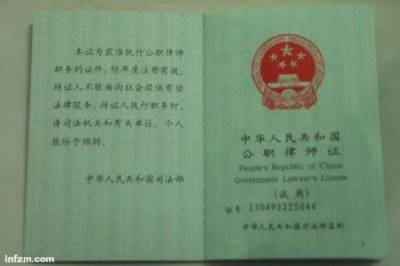 本证为获准执行公职律师
职务的证件，经年度注册有效。
持证人不能面向社会提供有偿
法律服务。持证人执行职务时，
请司法机关和有关单位、个人
能给予协助。
中华人民共和国司法部
中华人民共和国
公职律师证
People's Republic of China
Government Lawyer's License
（试用）
证号：130491225844
中华人民共和国司法部监制
infzm.com